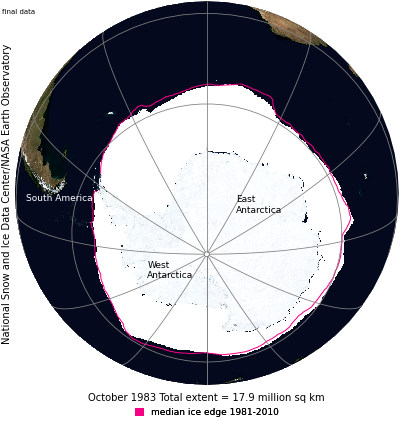 final data
National Snow and Ice Data Center/NASA Earth Observatory
South America
East
Antarctica
West
Antarctica
October 1983 Total extent = 17.9 million sq km
median ice edge 1981-2010